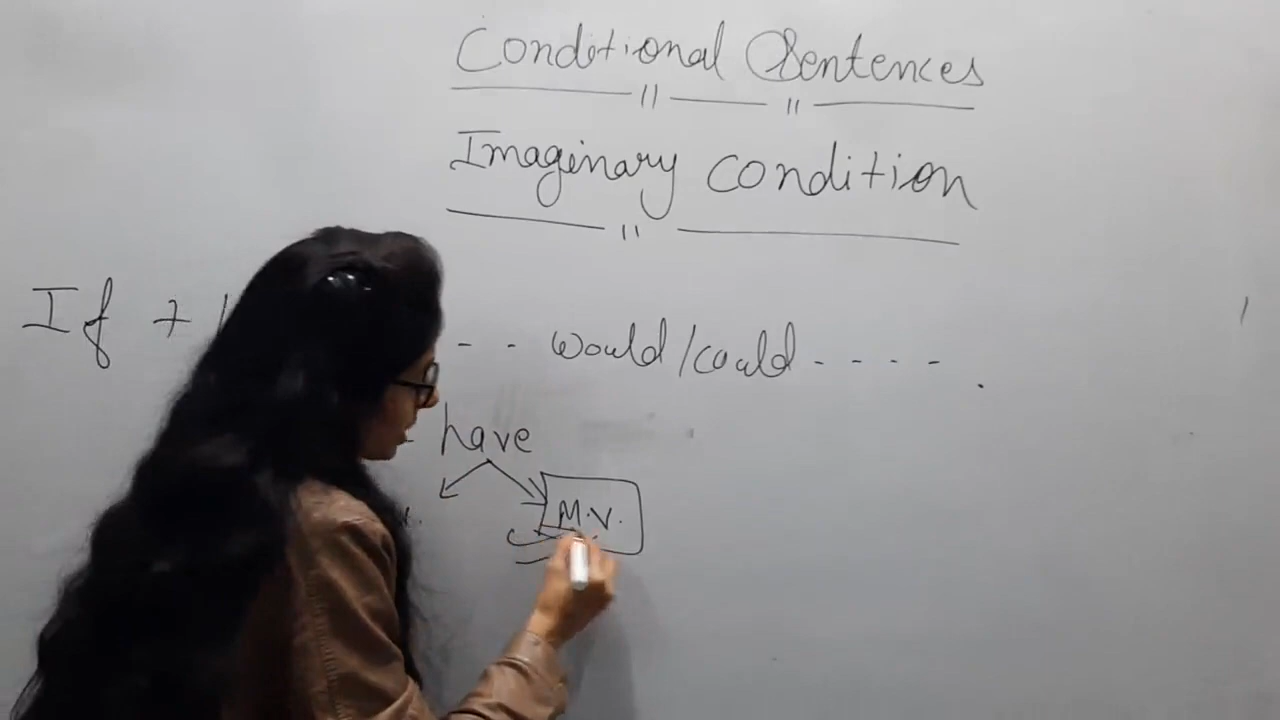 Conditional Sentences
Imaginary condition
If + - - would/could - - - - .
have
M.V.